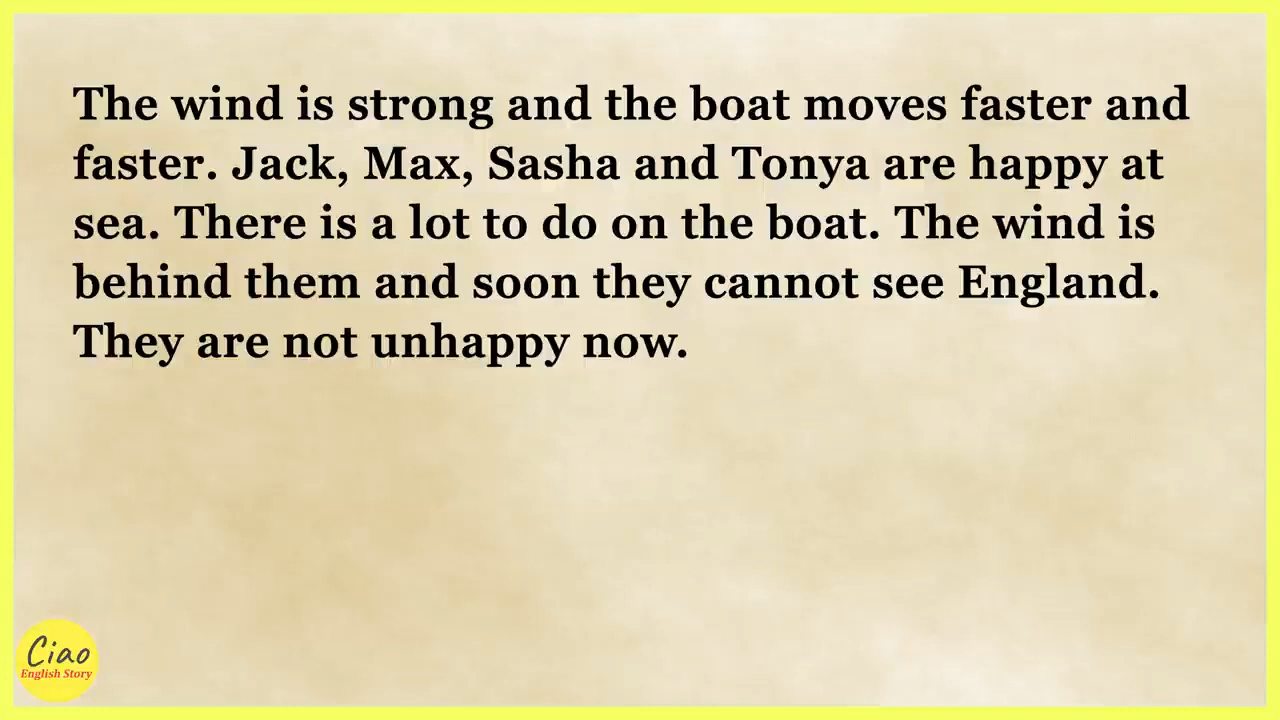 The wind is strong and the boat moves faster and
faster. Jack, Max, Sasha and Tonya are happy at
sea. There is a lot to do on the boat. The wind is
behind them and soon they cannot see England.
They are not unhappy now.
Ciao
English Story